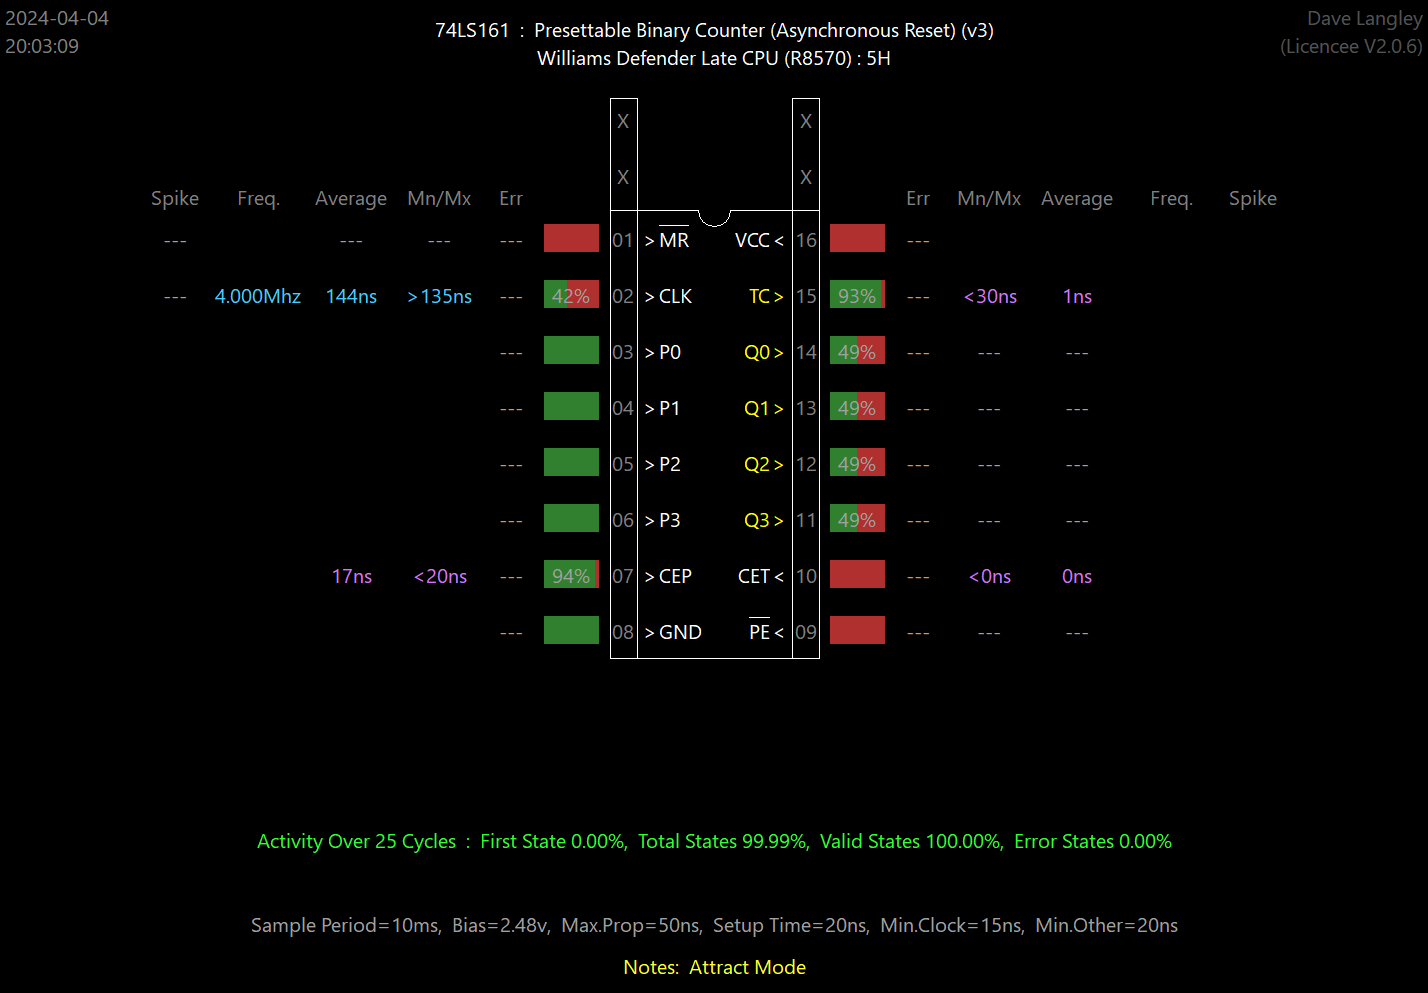 2024-04-04
20:03:09
74LS161 : Presettable Binary Counter (Asynchronous Reset) (v3)
Williams Defender Late CPU (R8570) : 5H
Dave Langley
(Licencee V2.0.6)
X X
X X
Spike Freq. Average Mn/Mx Err Err Mn/Mx Average Freq. Spike
--- --- --- --- 01 >MR VCC< 16 ---
--- 4.000Mhz 144ns >135ns --- 42% 02 >CLK TC> 15 93% --- <30ns 1ns
--- 03 >P0 Q0> 14 49% --- --- ---
--- 04 >P1 Q1> 13 49% --- --- ---
--- 05 >P2 Q2> 12 49% --- --- ---
--- 06 >P3 Q3> 11 49% --- --- ---
17ns <20ns --- 94% 07 >CEP CET< 10 --- <0ns 0ns
--- 08 >GND PE< 09 --- --- ---
Activity Over 25 Cycles : First State 0.00%, Total States 99.99%, Valid States 100.00%, Error States 0.00%
Sample Period=10ms, Bias=2.48v, Max.Prop=50ns, Setup Time=20ns, Min.Clock=15ns, Min.Other=20ns
Notes: Attract Mode